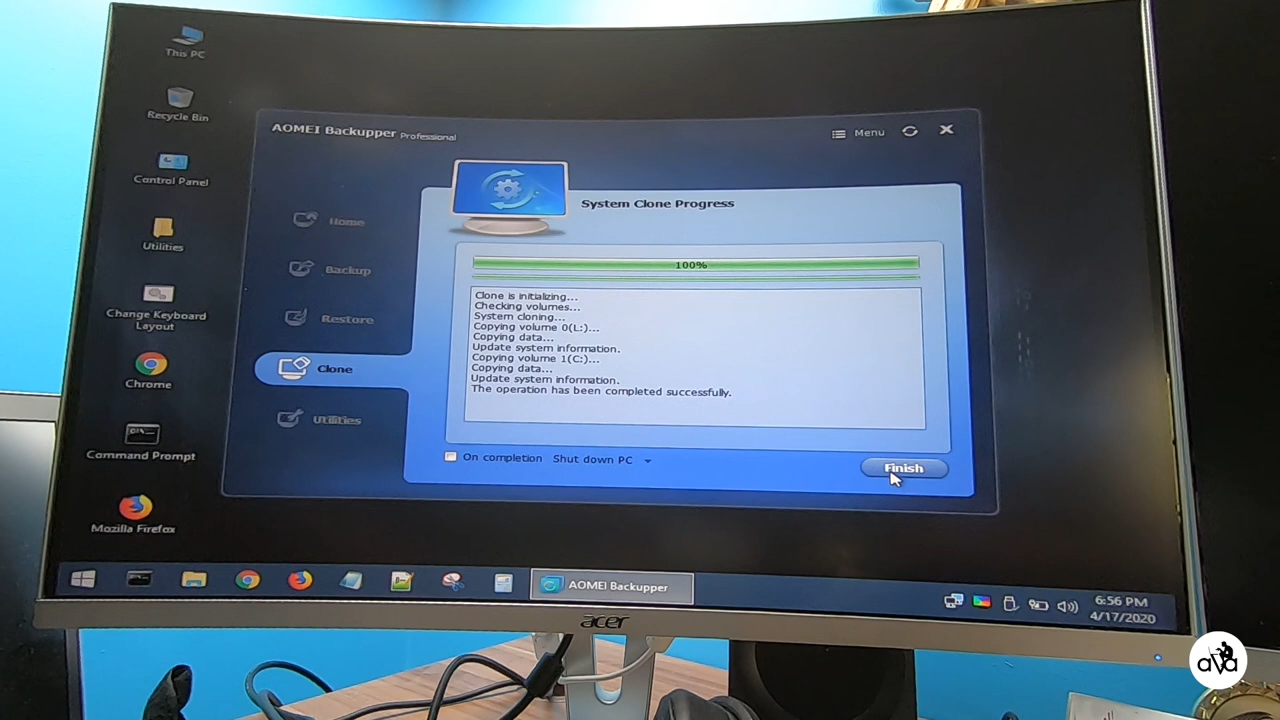 This PC
Recycle Bin
Control Panel
Utilities
Change Keyboard
Layout
Chrome
Command Prompt
Mozilla Firefox
AOMEI Backupper Professional
Menu
Home
Backup
Restore
Clone
Utilities
System Clone Progress
100%
Clone is initializing...
Checking volumes...
System cloning...
Copying volume 0(L:)...
Copying data...
Update system information.
Copying volume 1(C:)...
Copying data...
Update system information.
The operation has been completed successfully.
On completion Shut down PC
Finish
AOMEI Backupper
6:56 PM
4/17/2020
acer
ava